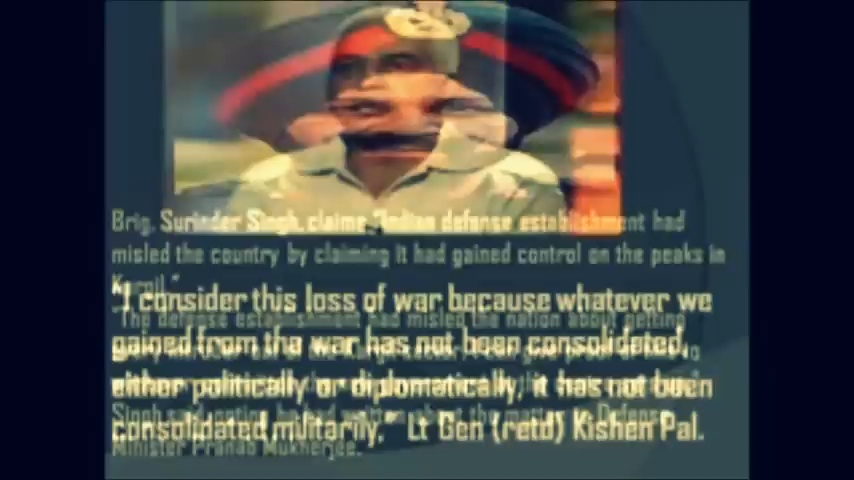 Brig. Surinder Singh, claims "Indian defense establishment had
misled the country by claiming it had gained control on the peaks in
Kargil."
"I consider this loss of war because whatever we
"The defense establishment had misled the nation about getting
gained from the war has not been consolidated,
either politically or diplomatically, it has not been
Singh said, he had written about the matter to Defense
consolidated militarily." Lt Gen (retd) Kishen Pal.
Minister Pranab Mukherjee.